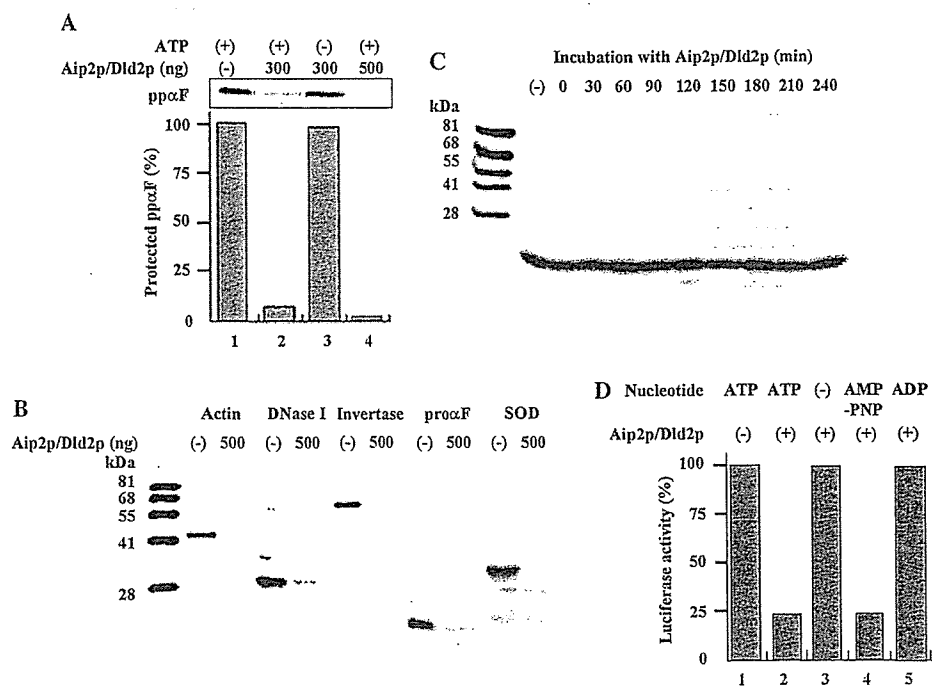 A
ATP (+) (+) (-) (+)
Aip2p/Dld2p (ng) (-) 300 300 500
ppαF
Protected ppαF (%)
100
75
50
25
0
1 2 3 4
C
Incubation with Aip2p/Dld2p (min)
(-) 0 30 60 90 120 150 180 210 240
kDa
81
68
55
41
28
B
Actin DNase I Invertase proαF SOD
Aip2p/Dld2p (ng) (-) 500 (-) 500 (-) 500 (-) 500 (-) 500
kDa
81
68
55
41
28
D
Nucleotide ATP ATP (-) AMP ADP
-PNP
Aip2p/Dld2p (-) (+) (+) (+) (+)
Luciferase activity (%)
100
75
50
25
0
1 2 3 4 5